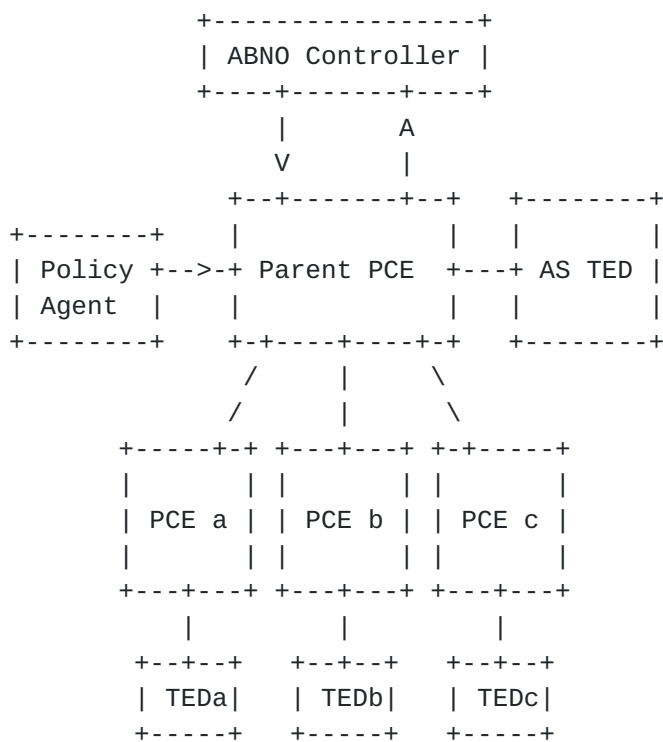 ABNO Controller
A
V
Policy Parent PCE AS TED
Agent
PCE a PCE b PCE c
TEDa TEDb TEDc